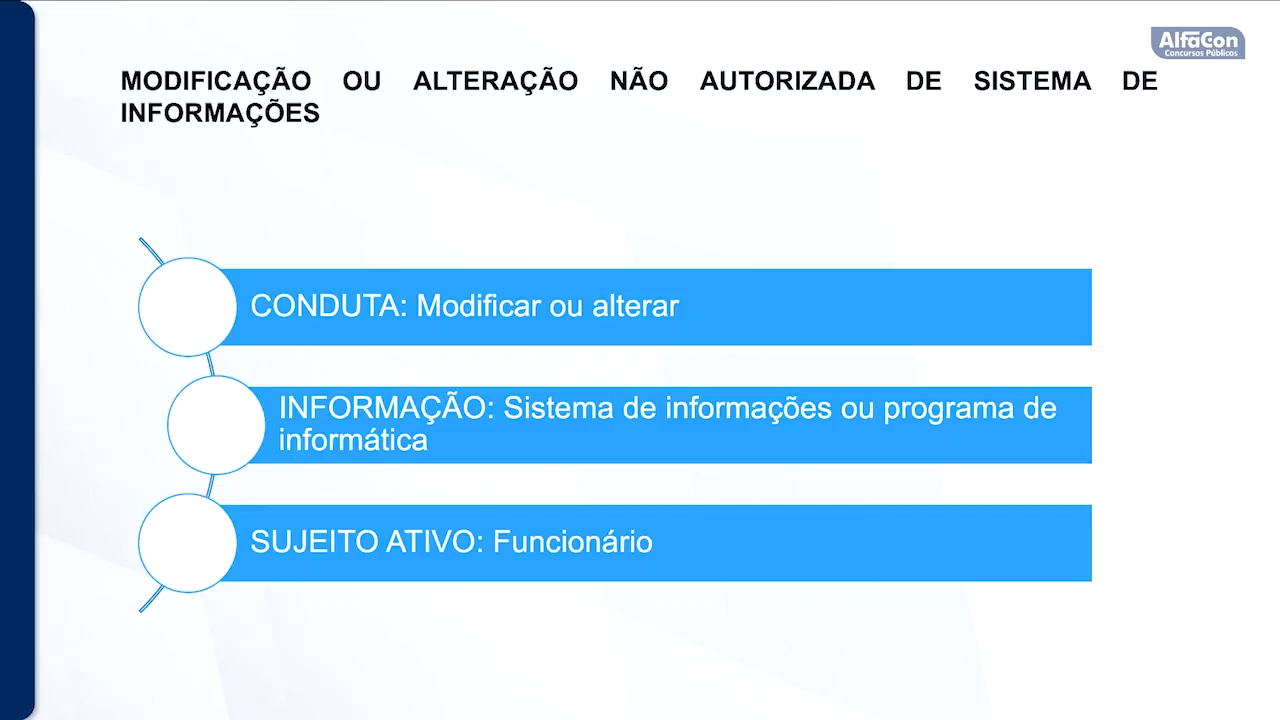 AlfaCon
Concursos Públicos
MODIFICAÇÃO OU ALTERAÇÃO NÃO AUTORIZADA DE SISTEMA DE
INFORMAÇÕES
CONDUTA: Modificar ou alterar
INFORMAÇÃO: Sistema de informações ou programa de
informática
SUJEITO ATIVO: Funcionário